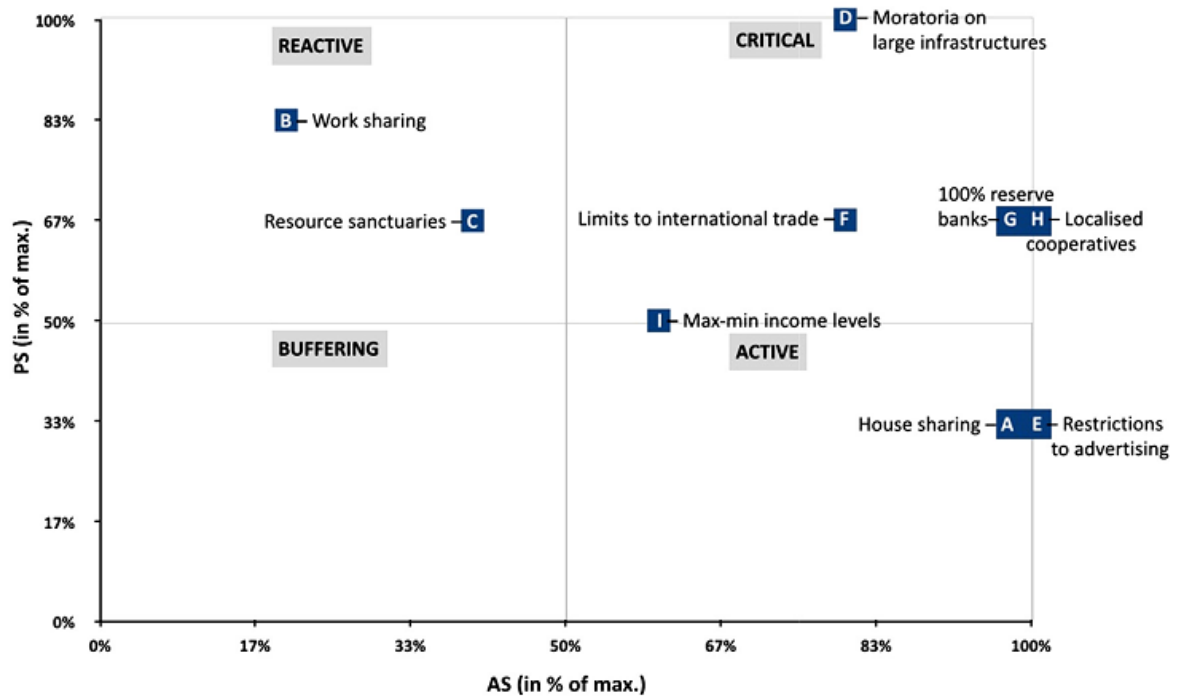 100%
REACTIVE
CRITICAL
D
Moratoria on
large infrastructures
83%
B
Work sharing
67%
Resource sanctuaries
C
Limits to international trade
F
100% reserve
banks
G H
Localised
cooperatives
50%
I
Max-min income levels
BUFFERING
ACTIVE
33%
House sharing
A E
Restrictions
to advertising
17%
0%
PS (in % of max.)
0% 17% 33% 50% 67% 83% 100%
AS (in % of max.)